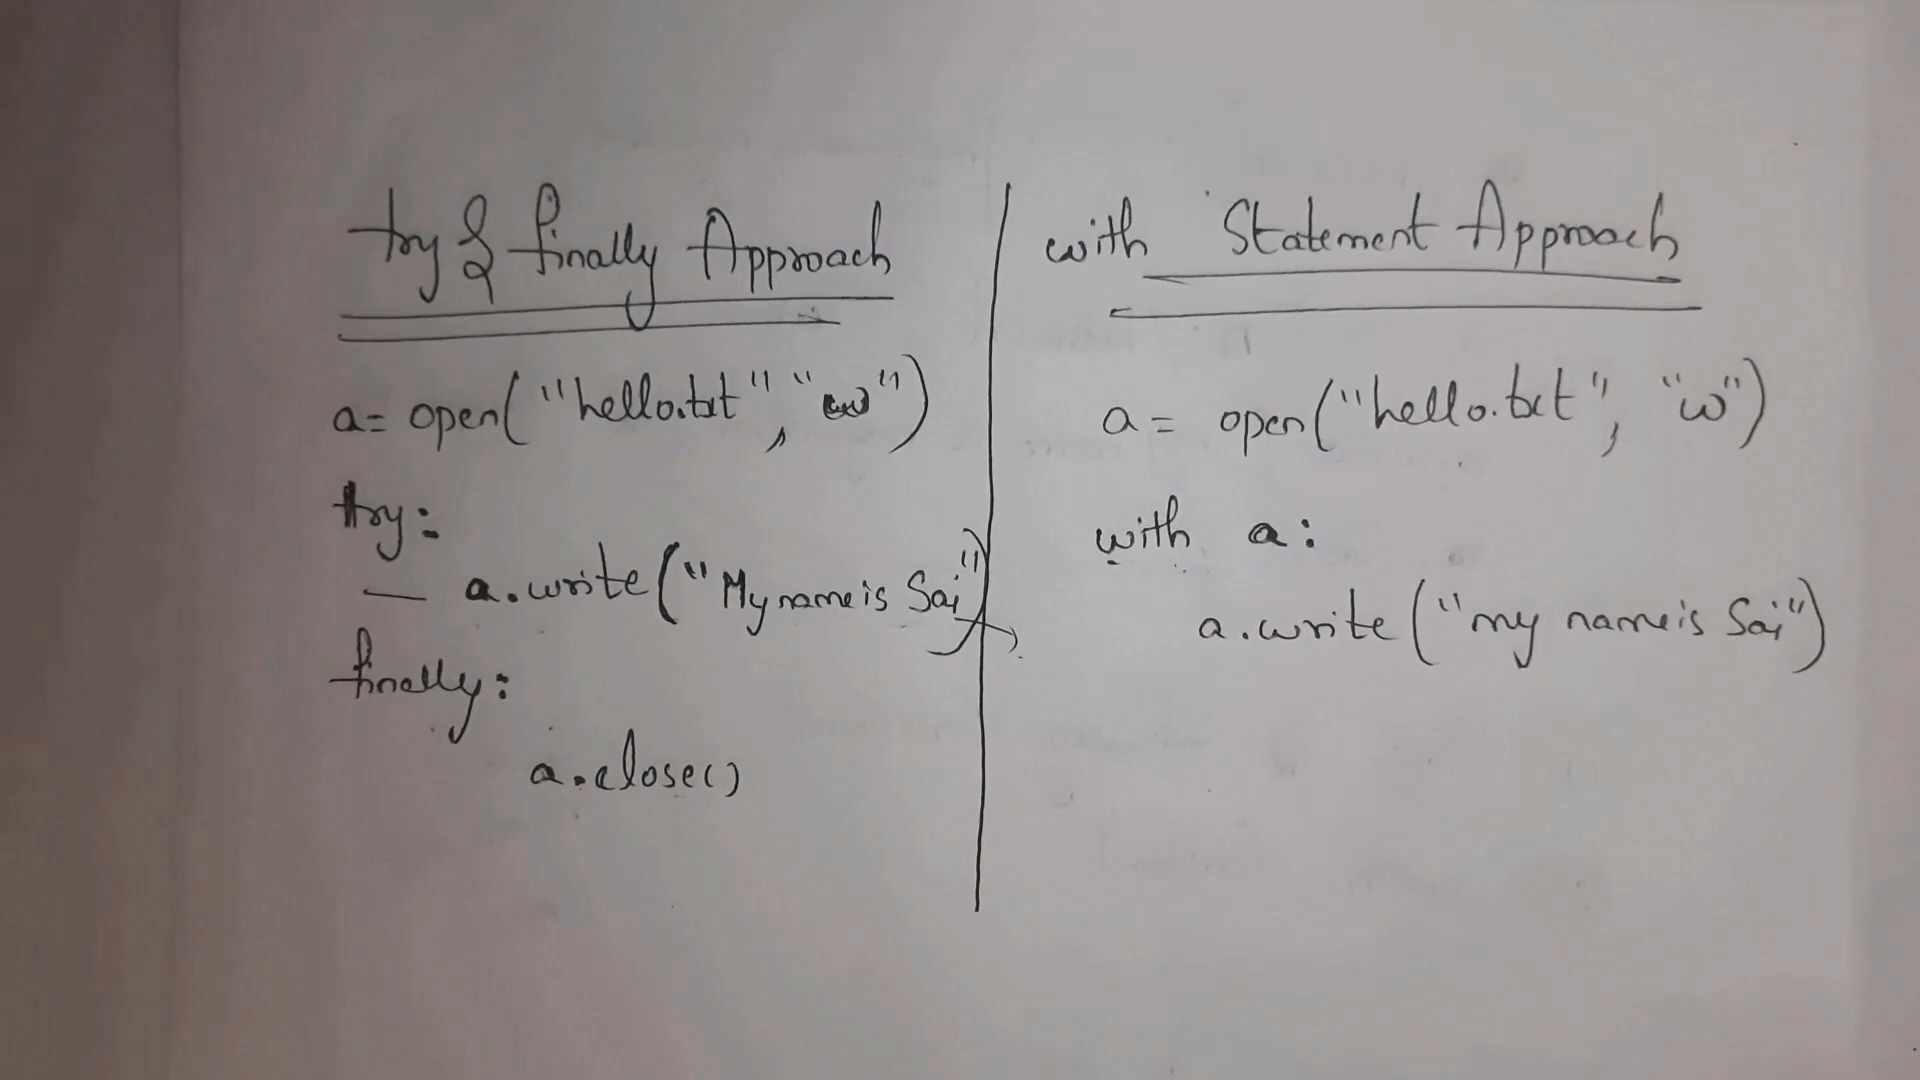 try & finally Approach
a= open("hello.txt", "w")
try:
a.write("My name is Sai")
finally:
a.close()
with Statement Approach
a = open("hello.txt", "w")
with a:
a.write("my name is Sai")